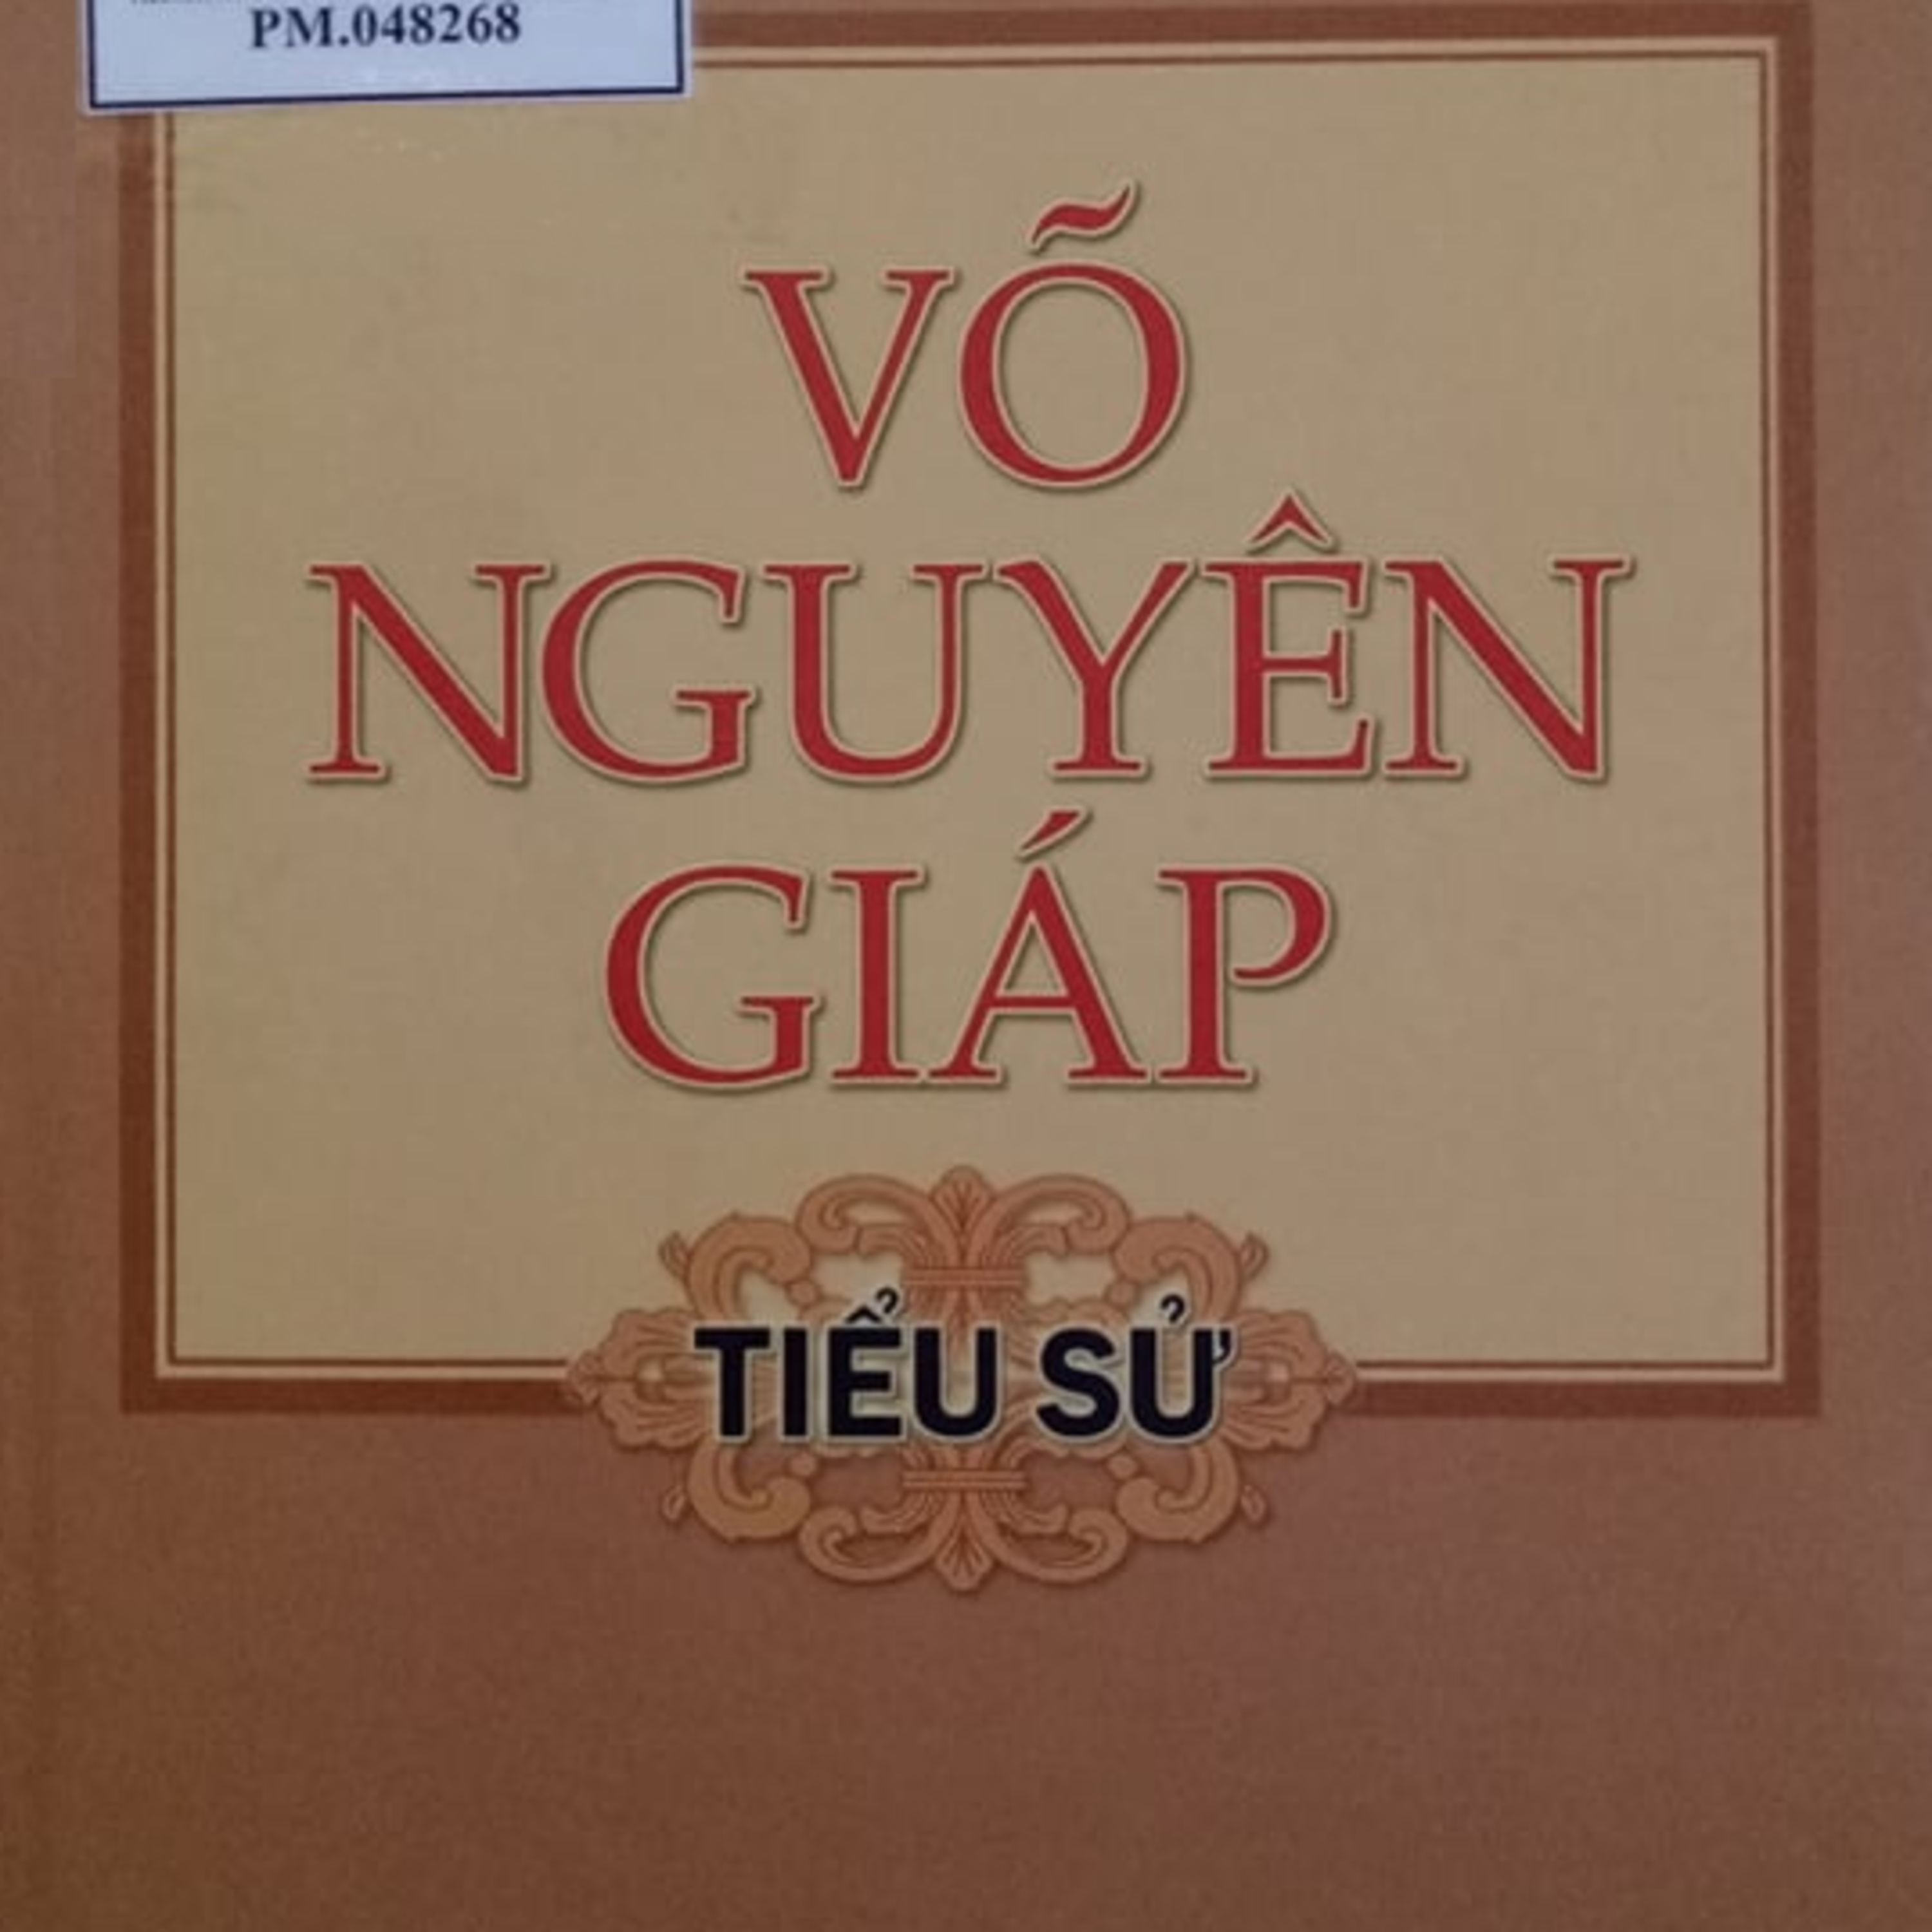 PM.048268
VÕ
NGUYÊN
GIÁP
TIỂU SỬ